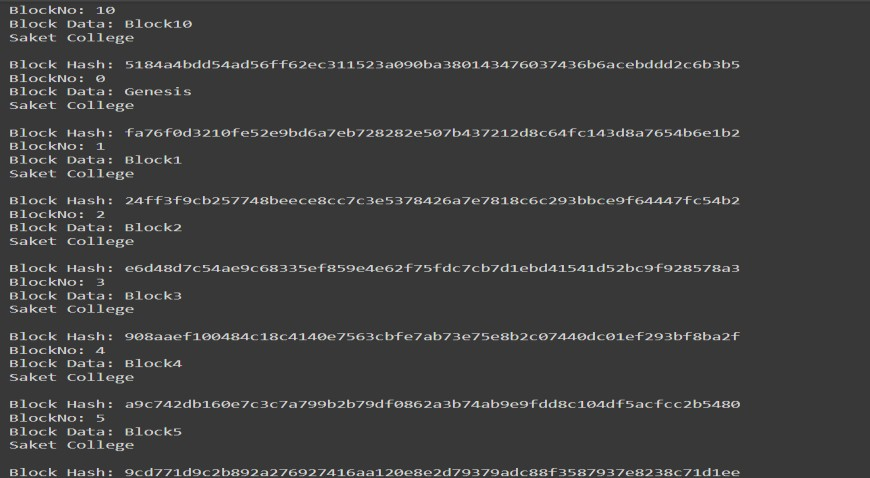 BlockNo: 10
Block Data: Block10
Saket College
Block Hash: 5184a4bdd54ad56ff62ec311523a090ba380143476037436b6acebddd2c6b3b5
BlockNo: 0
Block Data: Genesis
Saket College
Block Hash: fa76f0d3210fe52e9bd6a7eb728282e507b437212d8c64fc143d8a7654b6e1b2
BlockNo: 1
Block Data: Block1
Saket College
Block Hash: 24ff3f9cb257748beece8cc7c3e5378426a7e7818c6c293bbce9f64447fc54b2
BlockNo: 2
Block Data: Block2
Saket College
Block Hash: e6d48d7c54ae9c68335ef859e4e62f75fdc7cb7d1ebd41541d52bc9f928578a3
BlockNo: 3
Block Data: Block3
Saket College
Block Hash: 908aaef100484c18c4140e7563cbfe7ab73e75e8b2c07440dc01ef293bf8ba2f
BlockNo: 4
Block Data: Block4
Saket College
Block Hash: a9c742db160e7c3c7a799b2b79df0862a3b74ab9e9fdd8c104df5acfcc2b5480
BlockNo: 5
Block Data: Block5
Saket College
Block Hash: 9cd771d9c2b892a276927416aa120e8e2d79379adc88f3587937e8238c71d1ee